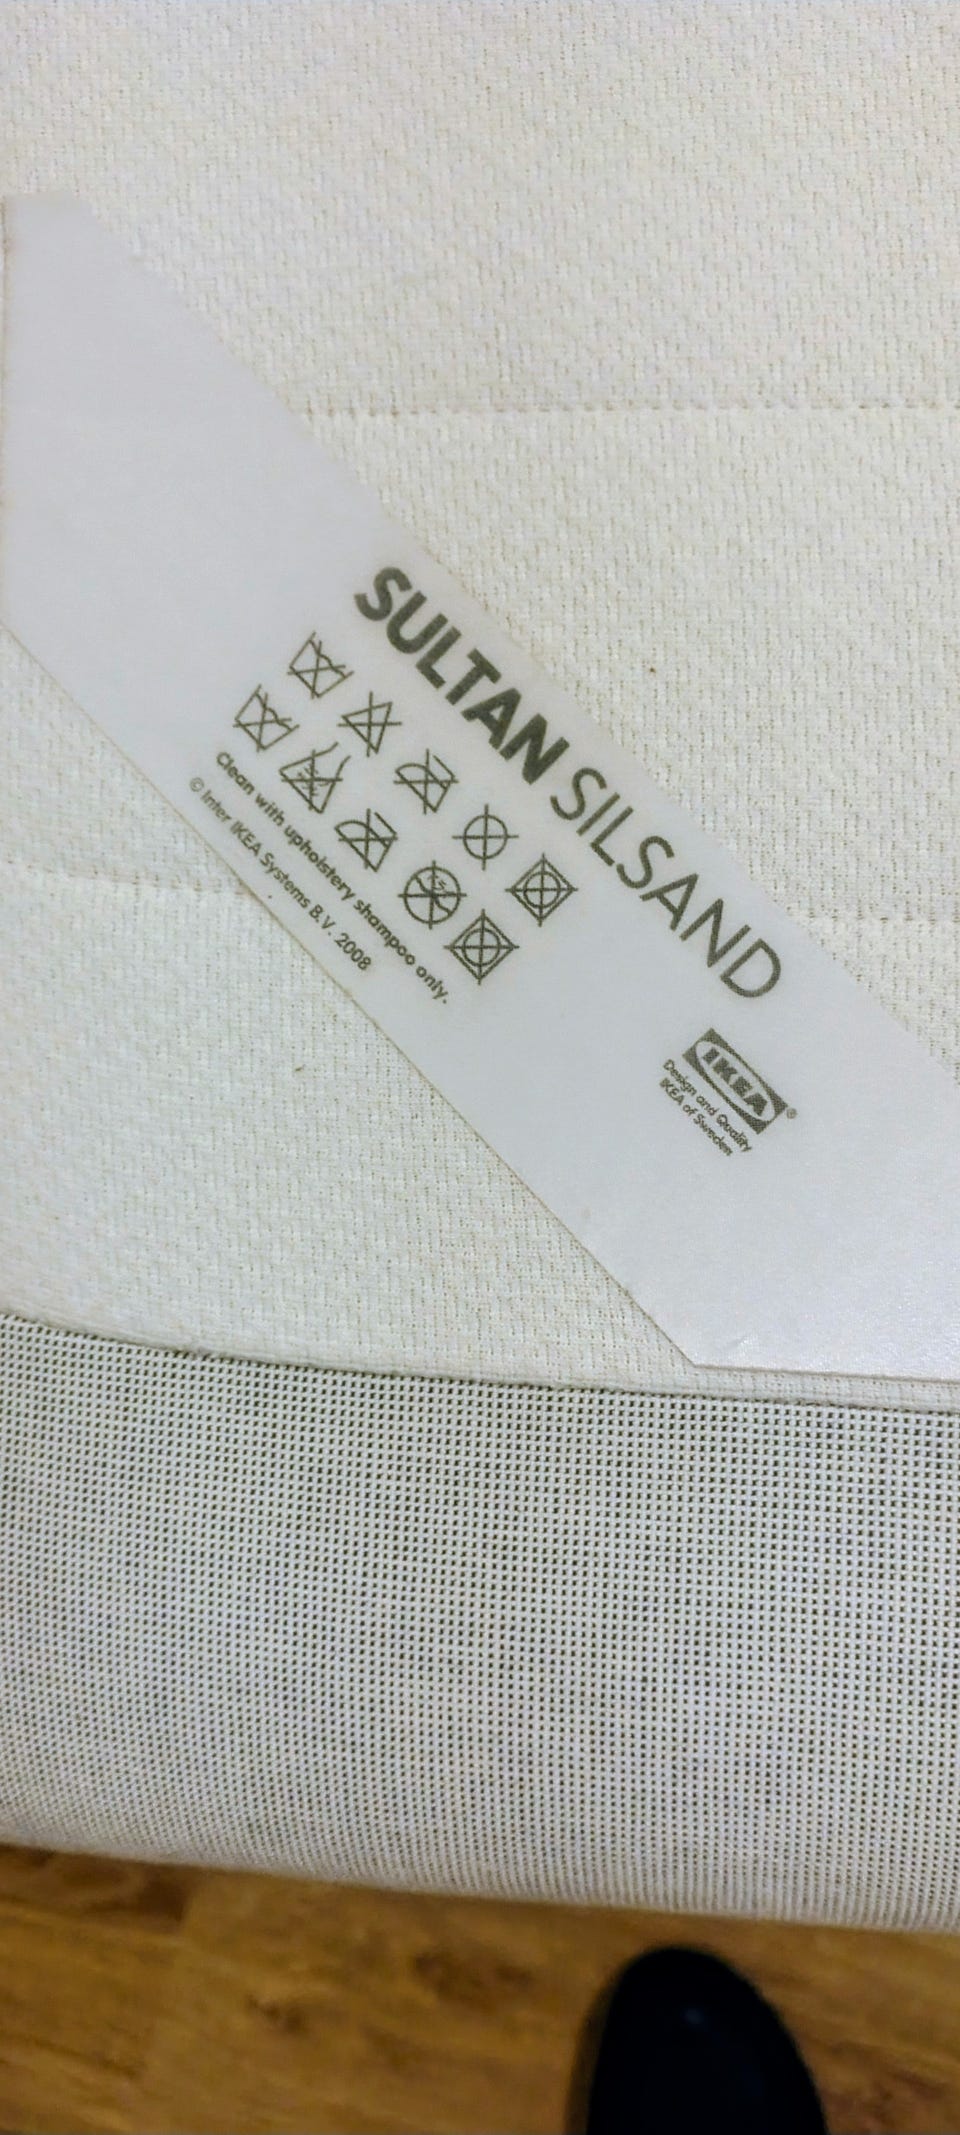 SULTAN SILSAND
Clean with upholstery shampoo only.
© Inter IKEA Systems B.V. 2008
IKEA®
Design and Quality
IKEA of Sweden